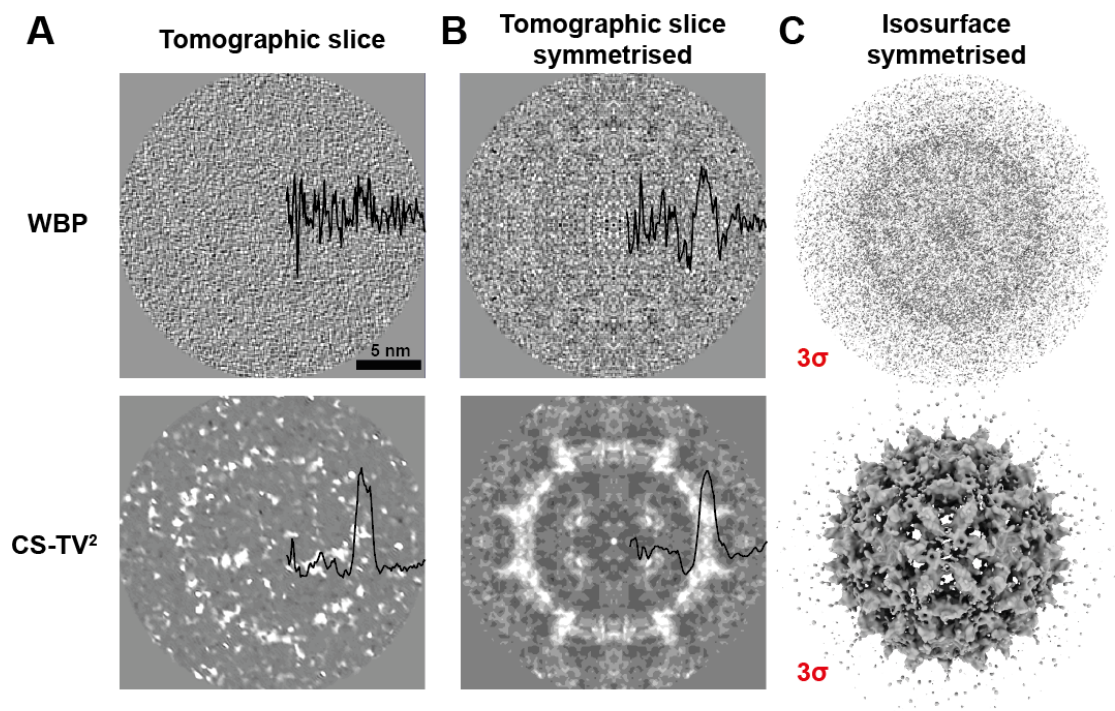 A
Tomographic slice
B
Tomographic slice
symmetrised
C
Isosurface
symmetrised
WBP
5 nm
3σ
CS-TV²
3σ